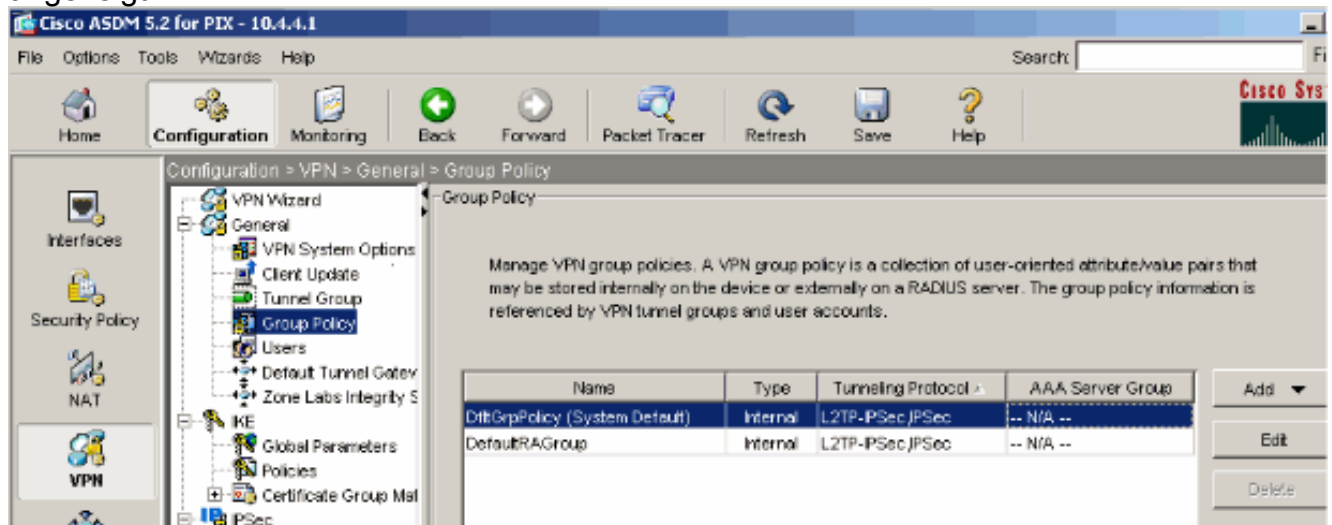 Cisco ASDM 5.2 for PIX - 10.4.4.1
File Options Tools Wizards Help Search:
Home Configuration Monitoring Back Forward Packet Tracer Refresh Save Help
CISCO SYS
Configuration > VPN > General > Group Policy
Interfaces
Security Policy
NAT
VPN
VPN Wizard
General
VPN System Options
Client Update
Tunnel Group
Group Policy
Users
Default Tunnel Gatew
Zone Labs Integrity S
IKE
Global Parameters
Policies
Certificate Group Mat
IPSec
Group Policy
Manage VPN group policies. A VPN group policy is a collection of user-oriented attribute/value pairs that
may be stored internally on the device or externally on a RADIUS server. The group policy information is
referenced by VPN tunnel groups and user accounts.
Name Type Tunneling Protocol AAA Server Group
DfltGrpPolicy (System Default) Internal L2TP-IPSec,IPSec -- N/A --
DefaultRAGroup Internal L2TP-IPSec,IPSec -- N/A --
Add
Edit
Delete